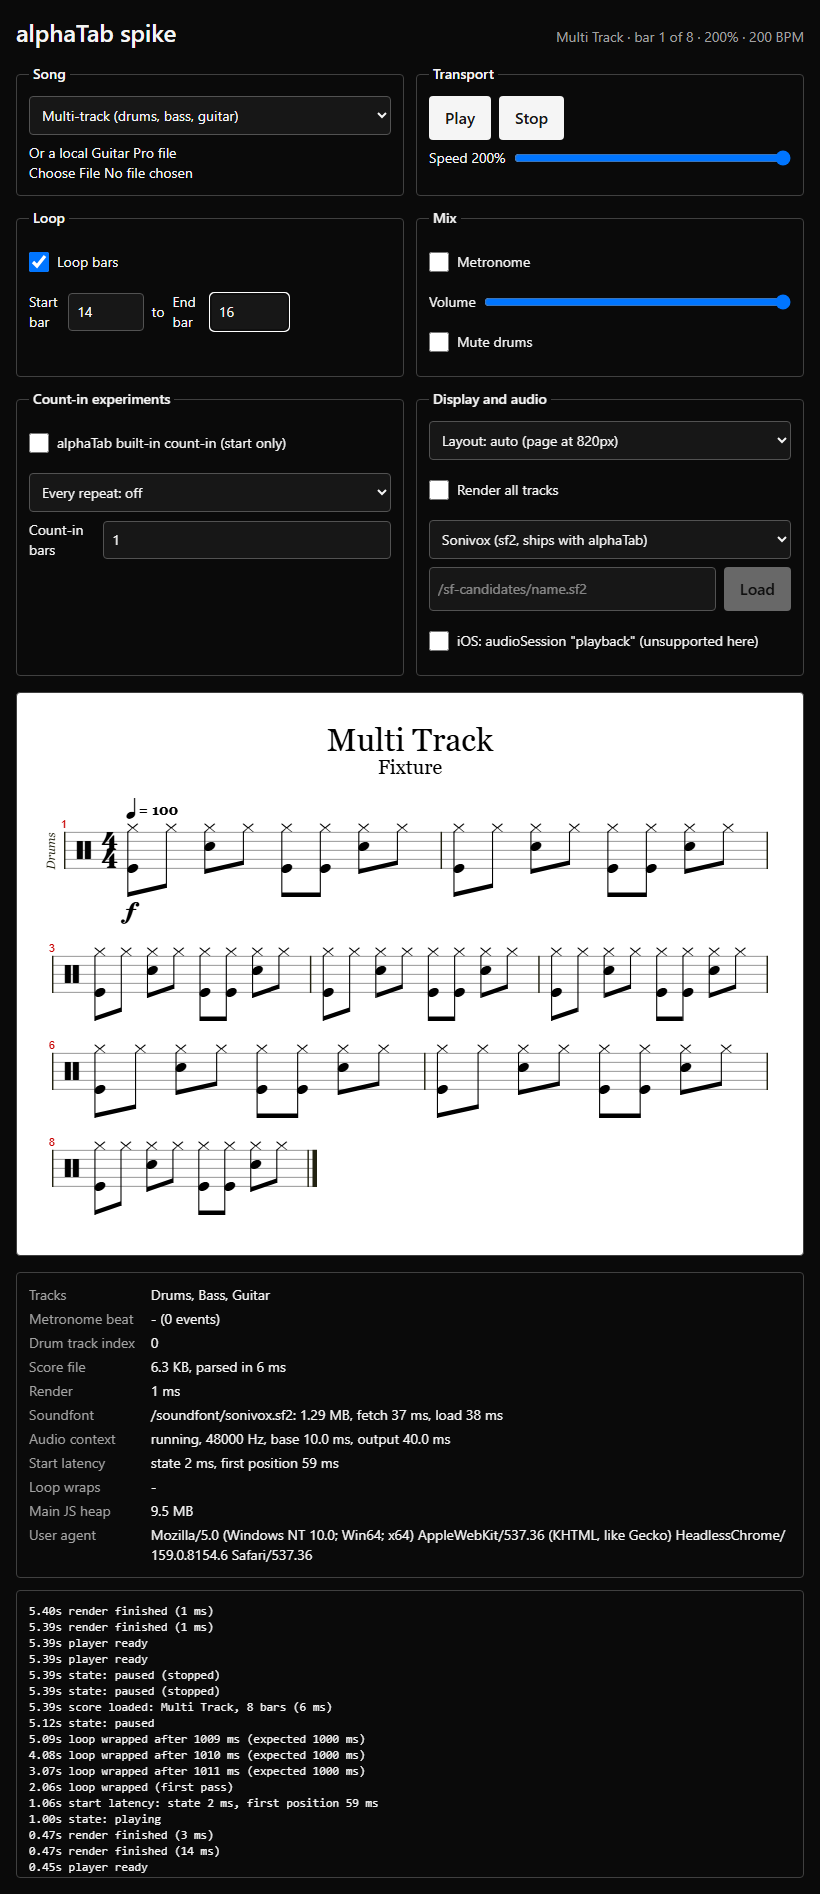 alphaTab spike
Multi Track · bar 1 of 8 · 200% · 200 BPM
Song
Multi-track (drums, bass, guitar)
Or a local Guitar Pro file
Choose File No file chosen
Transport
Play
Stop
Speed 200%
Loop
Loop bars
Start bar
14
to
End bar
16
Mix
Metronome
Volume
Mute drums
Count-in experiments
alphaTab built-in count-in (start only)
Every repeat: off
Count-in bars
1
Display and audio
Layout: auto (page at 820px)
Render all tracks
Sonivox (sf2, ships with alphaTab)
/sf-candidates/name.sf2
Load
iOS: audioSession "playback" (unsupported here)
Multi Track
Fixture
= 100
1
Drums
4
4
f
3
6
8
Tracks Drums, Bass, Guitar
Metronome beat - (0 events)
Drum track index 0
Score file 6.3 KB, parsed in 6 ms
Render 1 ms
Soundfont /soundfont/sonivox.sf2: 1.29 MB, fetch 37 ms, load 38 ms
Audio context running, 48000 Hz, base 10.0 ms, output 40.0 ms
Start latency state 2 ms, first position 59 ms
Loop wraps -
Main JS heap 9.5 MB
User agent Mozilla/5.0 (Windows NT 10.0; Win64; x64) AppleWebKit/537.36 (KHTML, like Gecko) HeadlessChrome/
159.0.8154.6 Safari/537.36
5.40s render finished (1 ms)
5.39s render finished (1 ms)
5.39s player ready
5.39s player ready
5.39s state: paused (stopped)
5.39s state: paused (stopped)
5.39s score loaded: Multi Track, 8 bars (6 ms)
5.12s state: paused
5.09s loop wrapped after 1009 ms (expected 1000 ms)
4.08s loop wrapped after 1010 ms (expected 1000 ms)
3.07s loop wrapped after 1011 ms (expected 1000 ms)
2.06s loop wrapped (first pass)
1.06s start latency: state 2 ms, first position 59 ms
1.00s state: playing
0.47s render finished (3 ms)
0.47s render finished (14 ms)
0.45s player ready